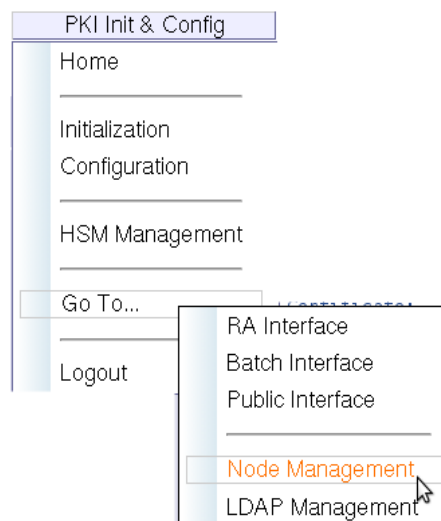 PKI Init & Config
Home
Initialization
Configuration
HSM Management
Go To...
Logout
RA Interface
Batch Interface
Public Interface
Node Management
LDAP Management